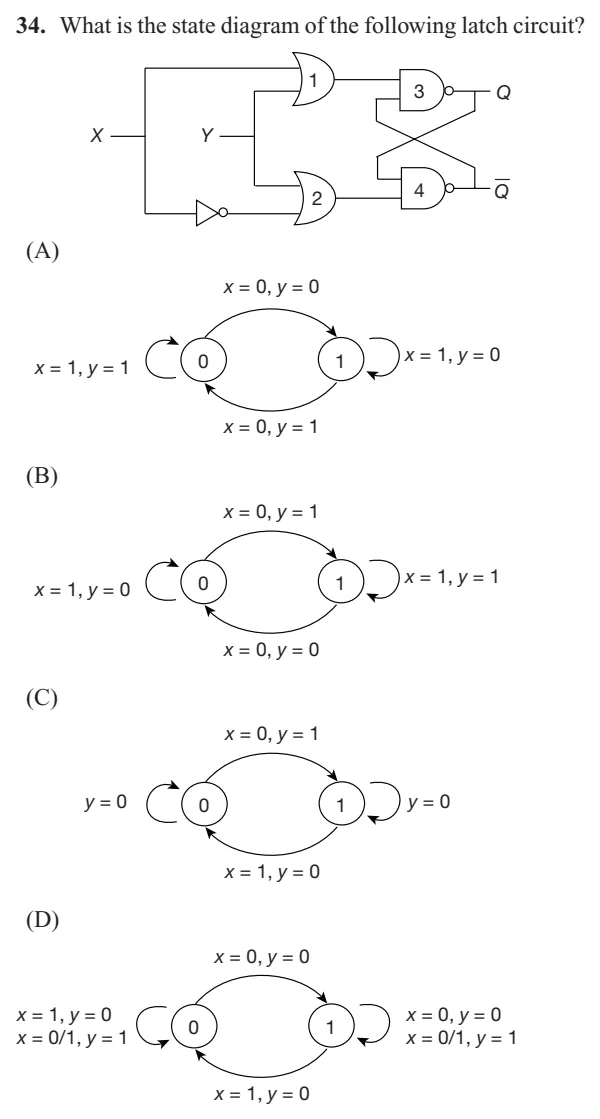 34. What is the state diagram of the following latch circuit?
X
Y
1
2
3
4
Q
Q̅
(A)
x = 0, y = 0
x = 1, y = 1
0
1
x = 1, y = 0
x = 0, y = 1
(B)
x = 0, y = 1
x = 1, y = 0
0
1
x = 1, y = 1
x = 0, y = 0
(C)
x = 0, y = 1
y = 0
0
1
y = 0
x = 1, y = 0
(D)
x = 0, y = 0
x = 1, y = 0
x = 0/1, y = 1
0
1
x = 0, y = 0
x = 0/1, y = 1
x = 1, y = 0